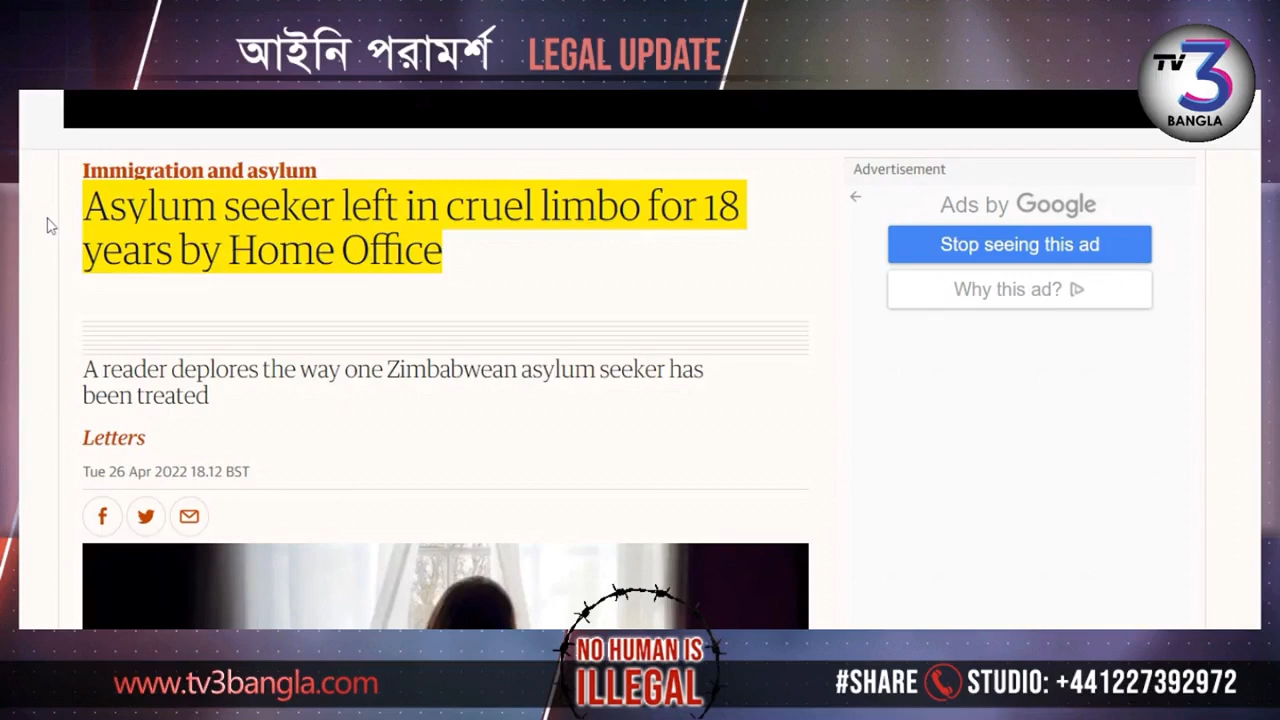 আইনি পরামর্শ LEGAL UPDATE
TV 3 BANGLA
Immigration and asylum
Asylum seeker left in cruel limbo for 18
years by Home Office
A reader deplores the way one Zimbabwean asylum seeker has
been treated
Letters
Tue 26 Apr 2022 18.12 BST
Advertisement
Ads by Google
Stop seeing this ad
Why this ad?
NO HUMAN IS
ILLEGAL
www.tv3bangla.com
#SHARE STUDIO: +441227392972